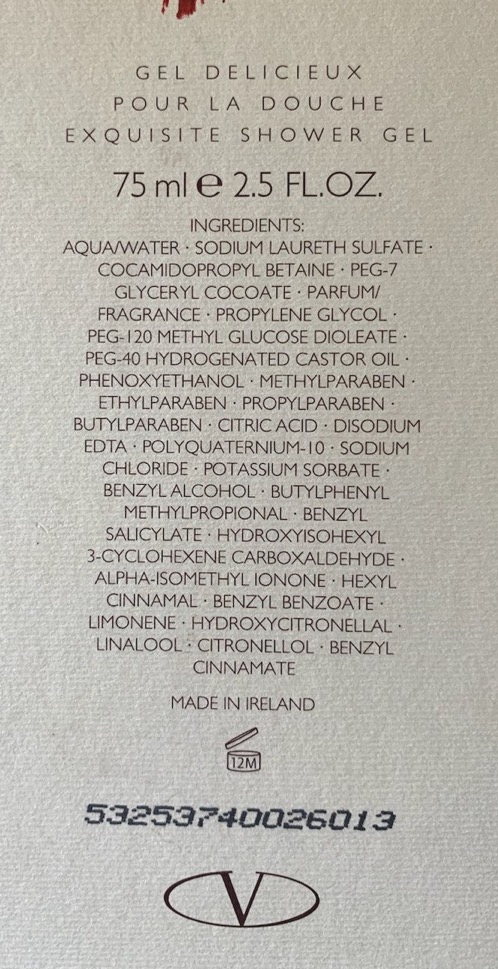 GEL DELICIEUX
POUR LA DOUCHE
EXQUISITE SHOWER GEL
75 ml ℮ 2.5 FL.OZ.
INGREDIENTS:
AQUA/WATER · SODIUM LAURETH SULFATE ·
COCAMIDOPROPYL BETAINE · PEG-7
GLYCERYL COCOATE · PARFUM/
FRAGRANCE · PROPYLENE GLYCOL ·
PEG-120 METHYL GLUCOSE DIOLEATE ·
PEG-40 HYDROGENATED CASTOR OIL ·
PHENOXYETHANOL · METHYLPARABEN ·
ETHYLPARABEN · PROPYLPARABEN ·
BUTYLPARABEN · CITRIC ACID · DISODIUM
EDTA · POLYQUATERNIUM-10 · SODIUM
CHLORIDE · POTASSIUM SORBATE ·
BENZYL ALCOHOL · BUTYLPHENYL
METHYLPROPIONAL · BENZYL
SALICYLATE · HYDROXYISOHEXYL
3-CYCLOHEXENE CARBOXALDEHYDE ·
ALPHA-ISOMETHYL IONONE · HEXYL
CINNAMAL · BENZYL BENZOATE ·
LIMONENE · HYDROXYCITRONELLAL ·
LINALOOL · CITRONELLOL · BENZYL
CINNAMATE
MADE IN IRELAND
12M
53253740026013
V